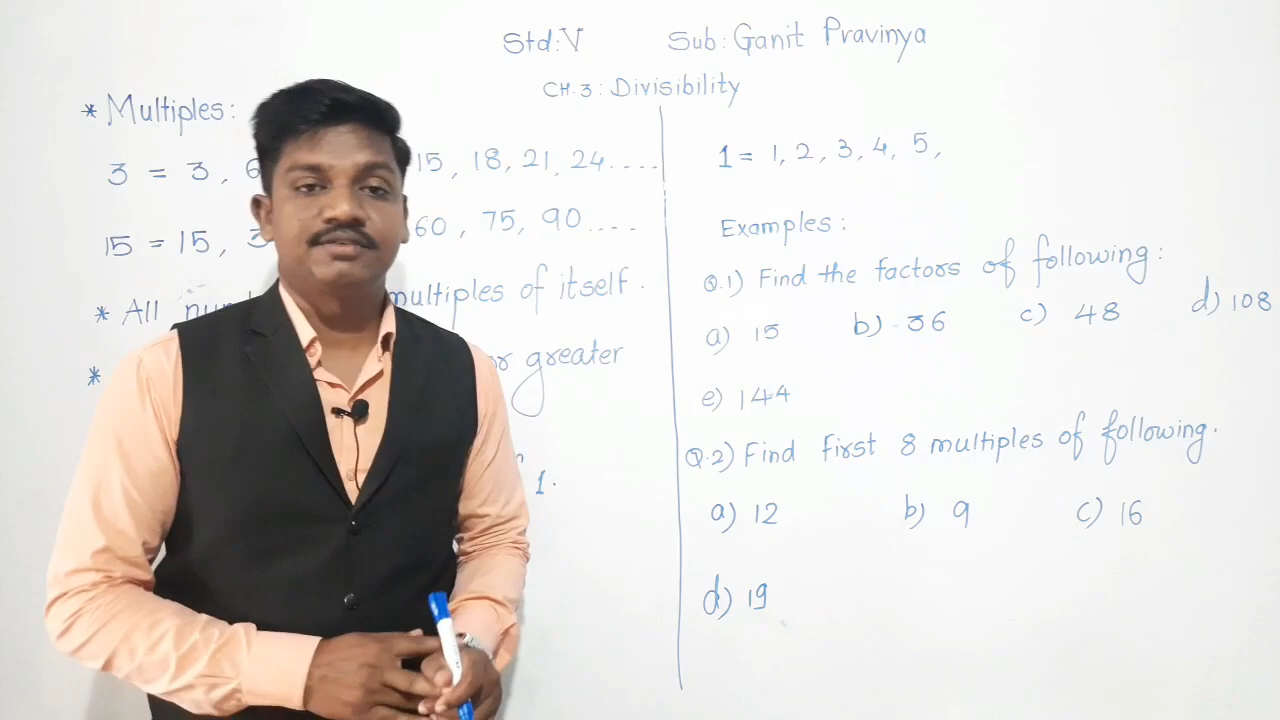 Std: V Sub: Ganit Pravinya
CH. 3 : Divisibility
* Multiples:
3 = 3, 6 15, 18, 21, 24....
15 = 15, 3 60, 75, 90....
* All num multiples of itself.
* or greater
1.
1 = 1, 2, 3, 4, 5,
Examples:
Q.1) Find the factors of following:
a) 15 b) 36 c) 48 d) 108
e) 144
Q.2) Find first 8 multiples of following.
a) 12 b) 9 c) 16
d) 19